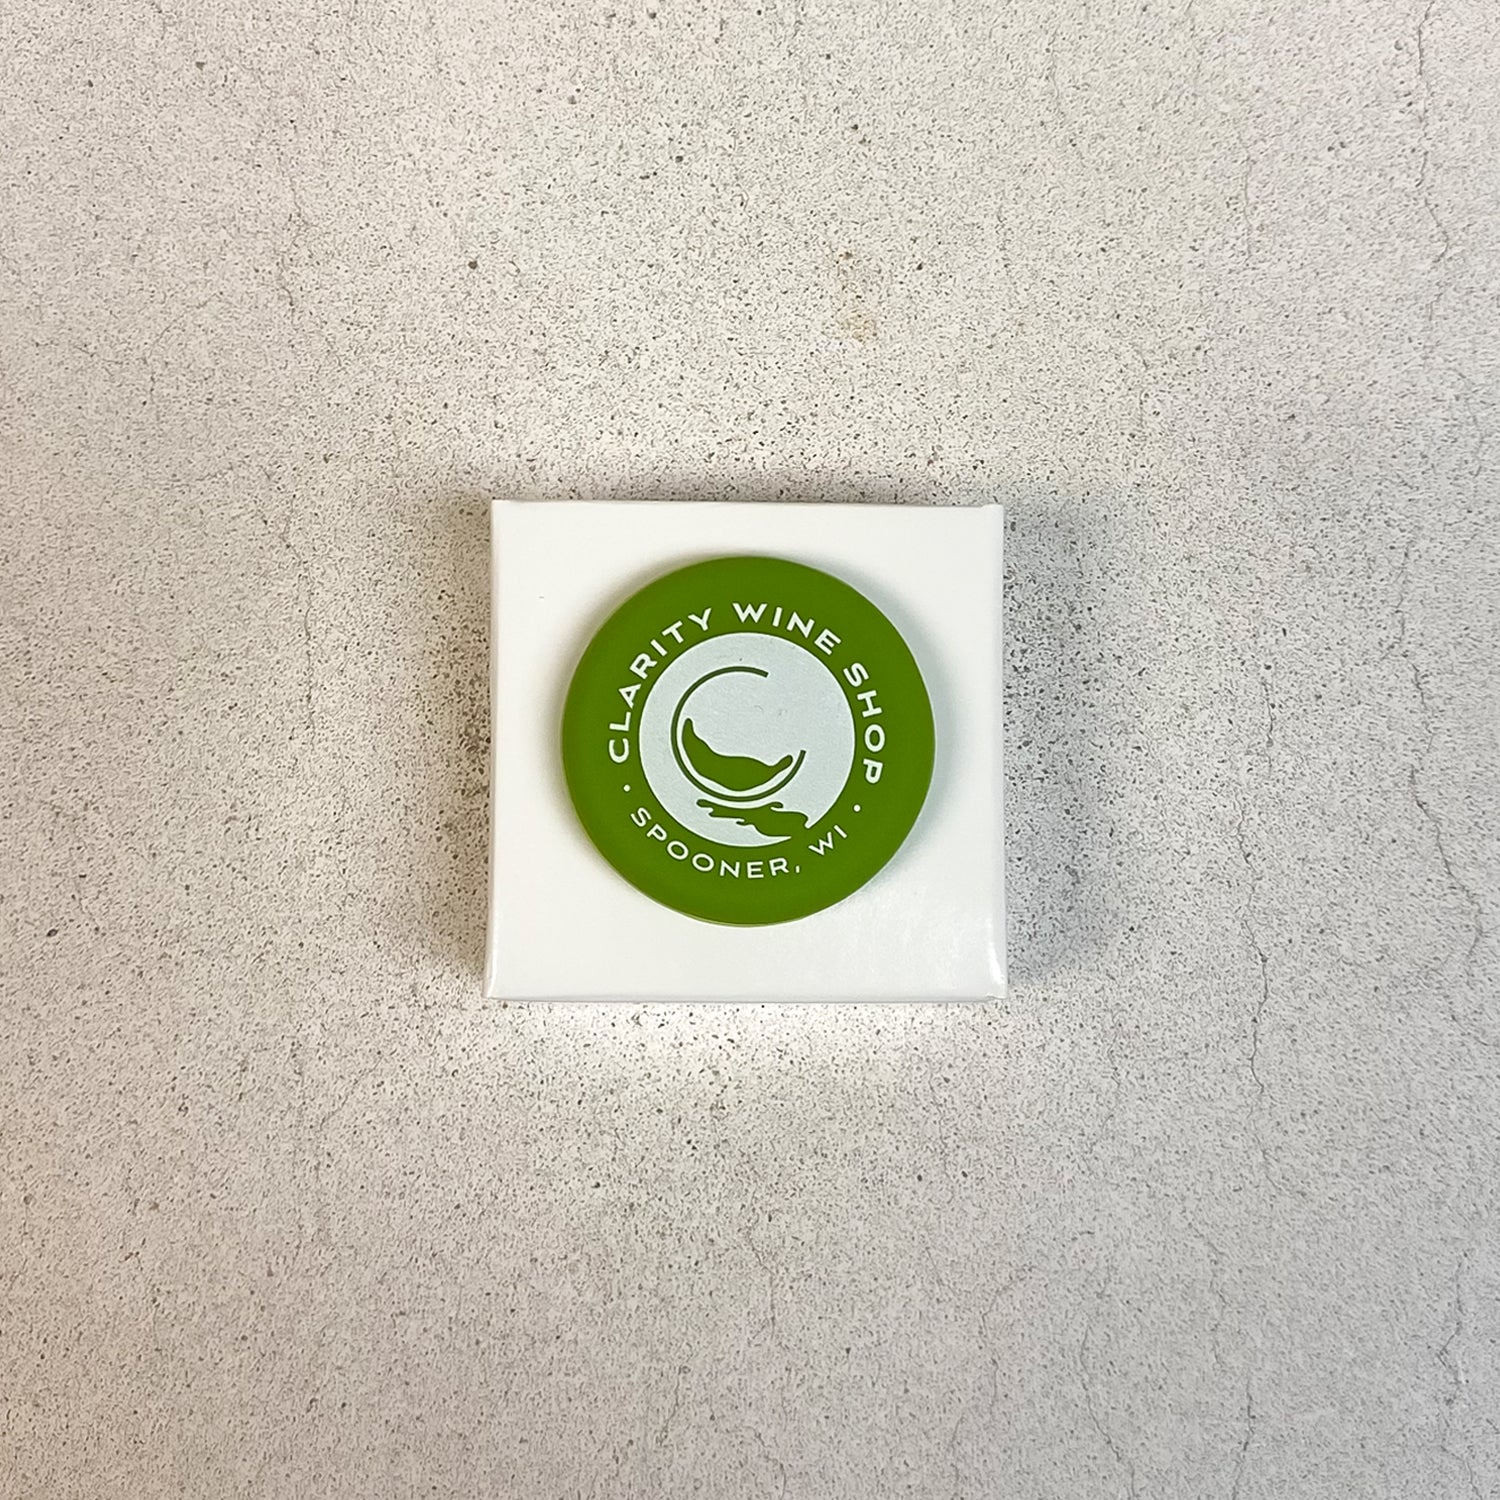 CLARITY WINE SHOP
• SPOONER, WI •